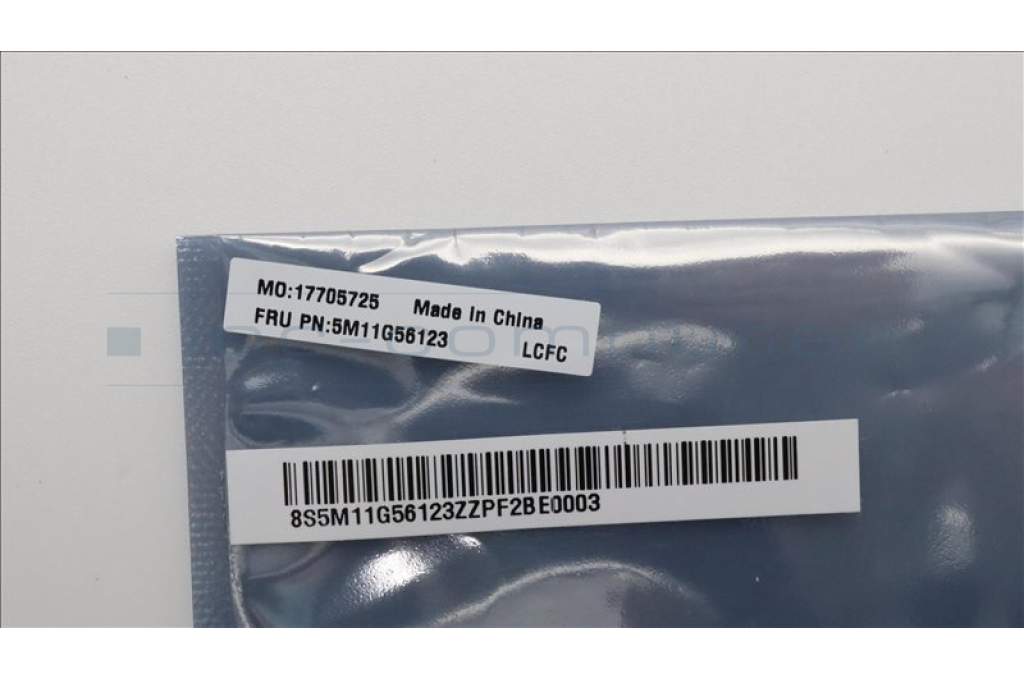 MO:17705725 Made in China
FRU PN:5M11G56123 LCFC
8S5M11G56123ZZPF2BE0003